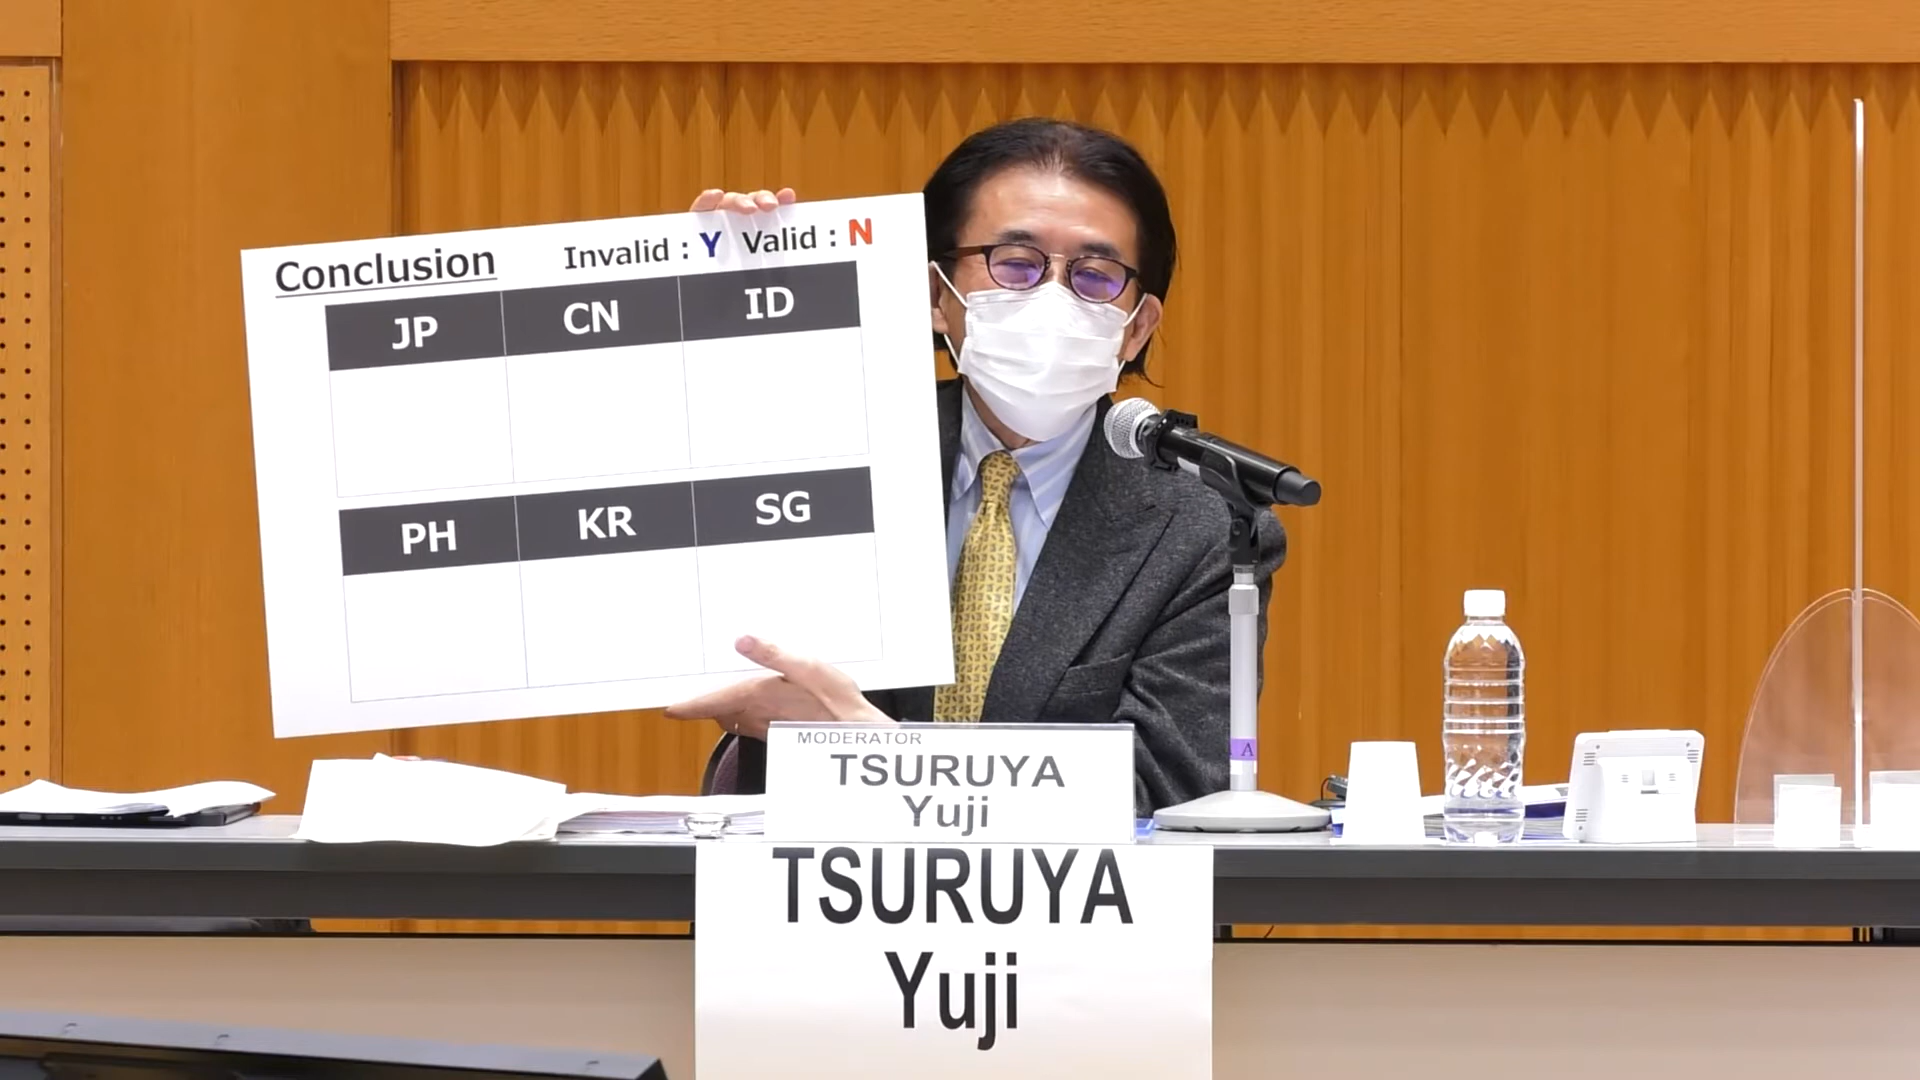 Conclusion Invalid : Y Valid : N
JP CN ID
PH KR SG
MODERATOR
TSURUYA
Yuji
TSURUYA
Yuji
A